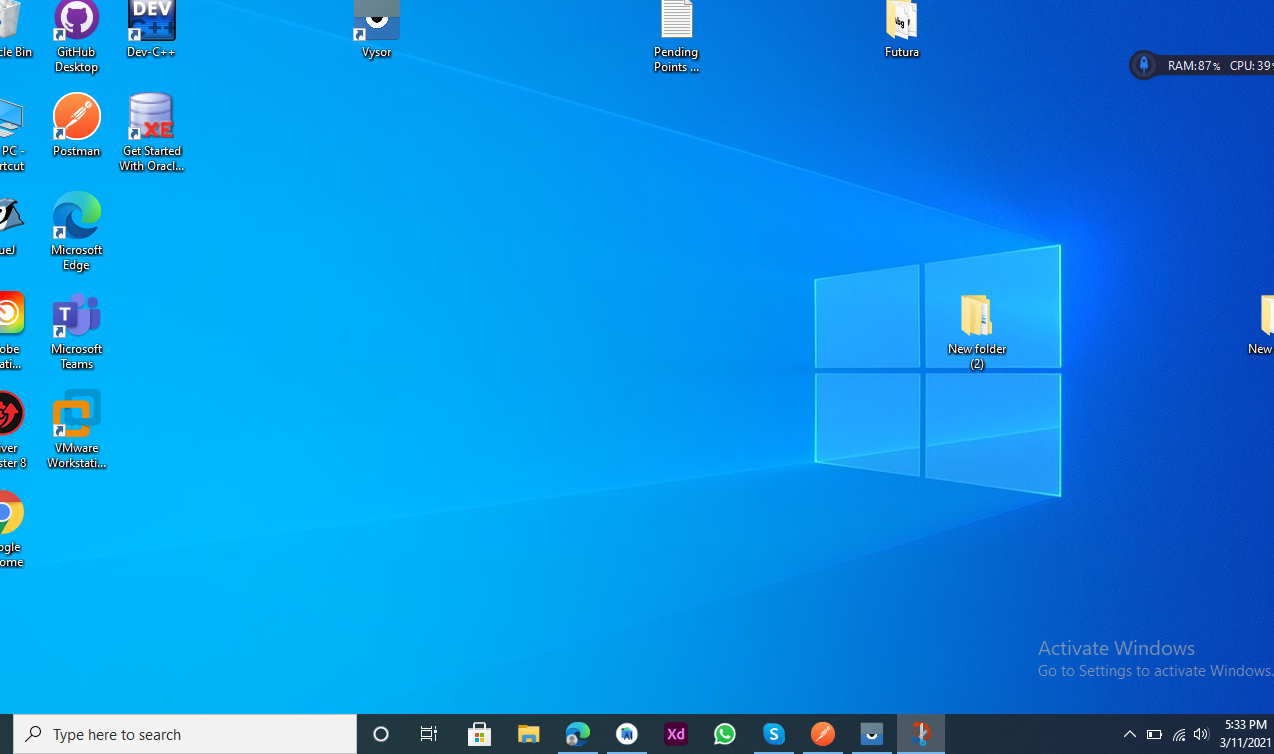 cle Bin
GitHub
Desktop
DEV
Dev-C++
Vysor
Pending
Points ...
Futura
RAM:87% CPU:39%
PC -
rtcut
Postman
XE
Get Started
With Oracl...
ueJ
Microsoft
Edge
obe
ati...
T
Microsoft
Teams
New folder
(2)
New
ver
ster 8
VMware
Workstati...
ogle
ome
Activate Windows
Go to Settings to activate Windows.
Type here to search
Xd
S
5:33 PM
3/11/2021